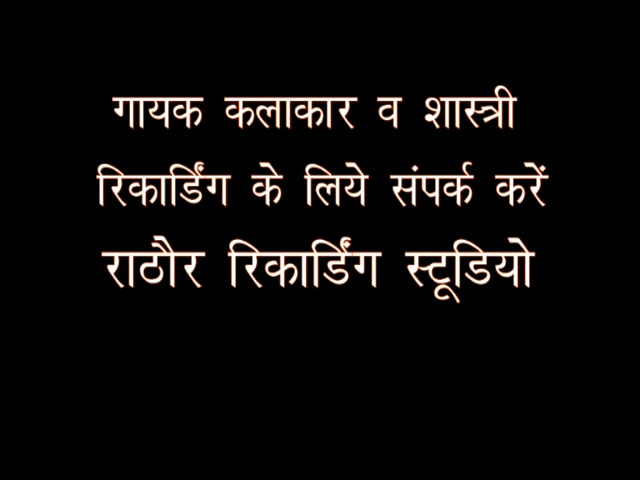 गायक कलाकार व शास्त्री
रिकार्डिंग के लिये संपर्क करें
राठौर रिकार्डिंग स्टूडियो